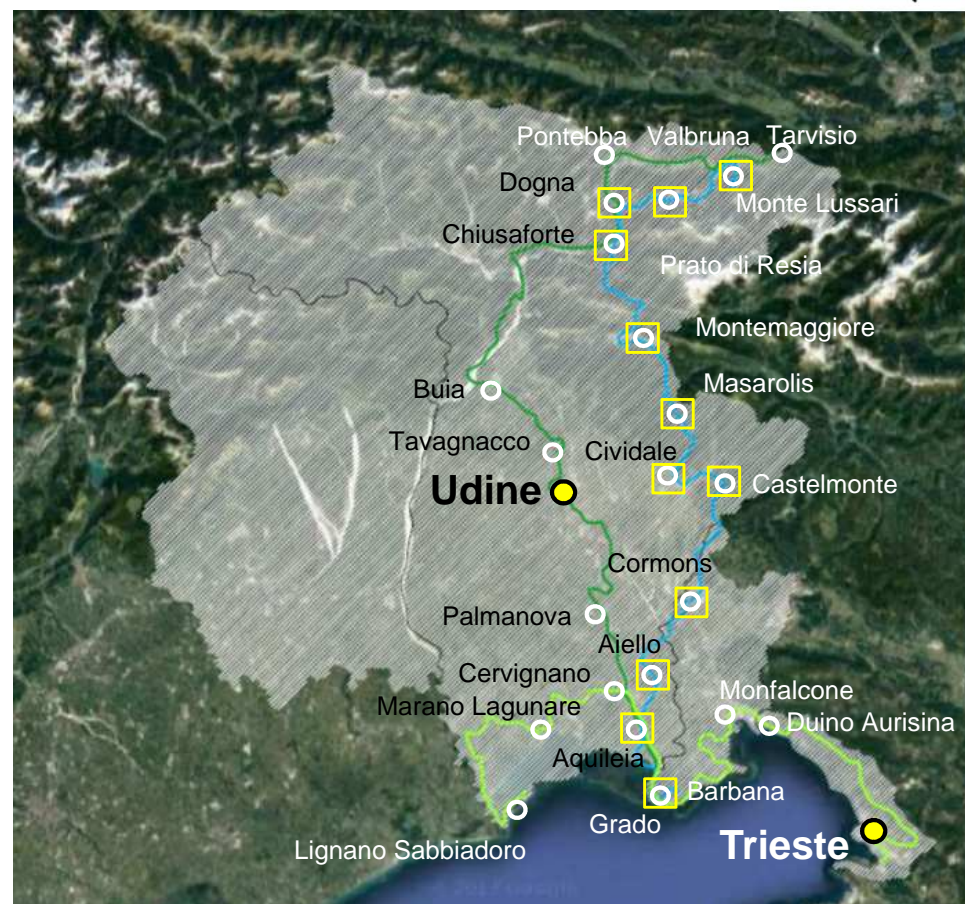 Pontebba
Valbruna
Tarvisio
Dogna
Monte Lussari
Chiusaforte
Prato di Resia
Montemaggiore
Masarolis
Buia
Tavagnacco
Cividale
Udine
Castelmonte
Cormons
Palmanova
Aiello
Cervignano
Monfalcone
Marano Lagunare
Duino Aurisina
Aquileia
Barbana
Grado
Trieste
Lignano Sabbiadoro